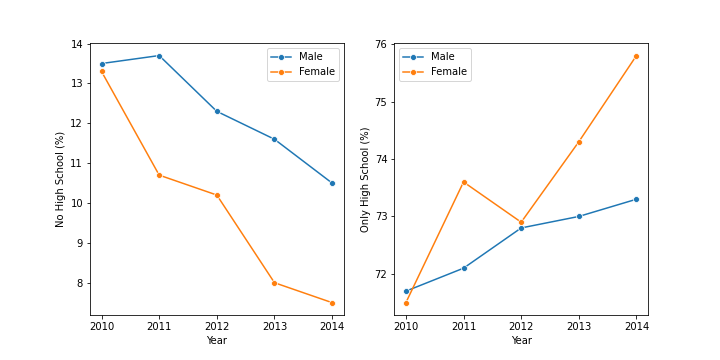 14
13
12
11
10
9
8
No High School (%)
2010 2011 2012 2013 2014
Year
Male
Female
76
75
74
73
72
Only High School (%)
2010 2011 2012 2013 2014
Year
Male
Female